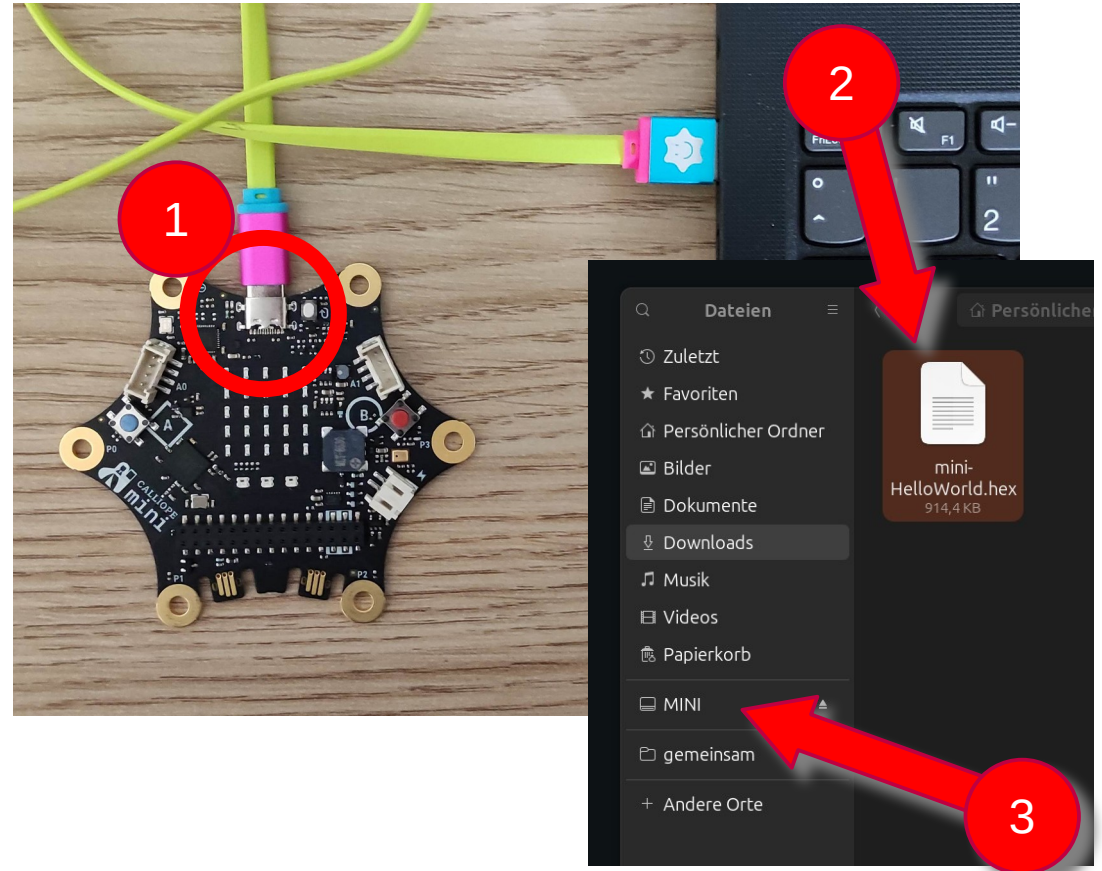 1
2
F1
°
^
"
2
A0
A1
A
B
P0
P3
CALLIOPE
mini
P1
P2
Dateien
Zuletzt
Favoriten
Persönlicher Ordner
Bilder
Dokumente
Downloads
Musik
Videos
Papierkorb
MINI
gemeinsam
+ Andere Orte
Persönliche
mini-
HelloWorld.hex
914,4 KB
3